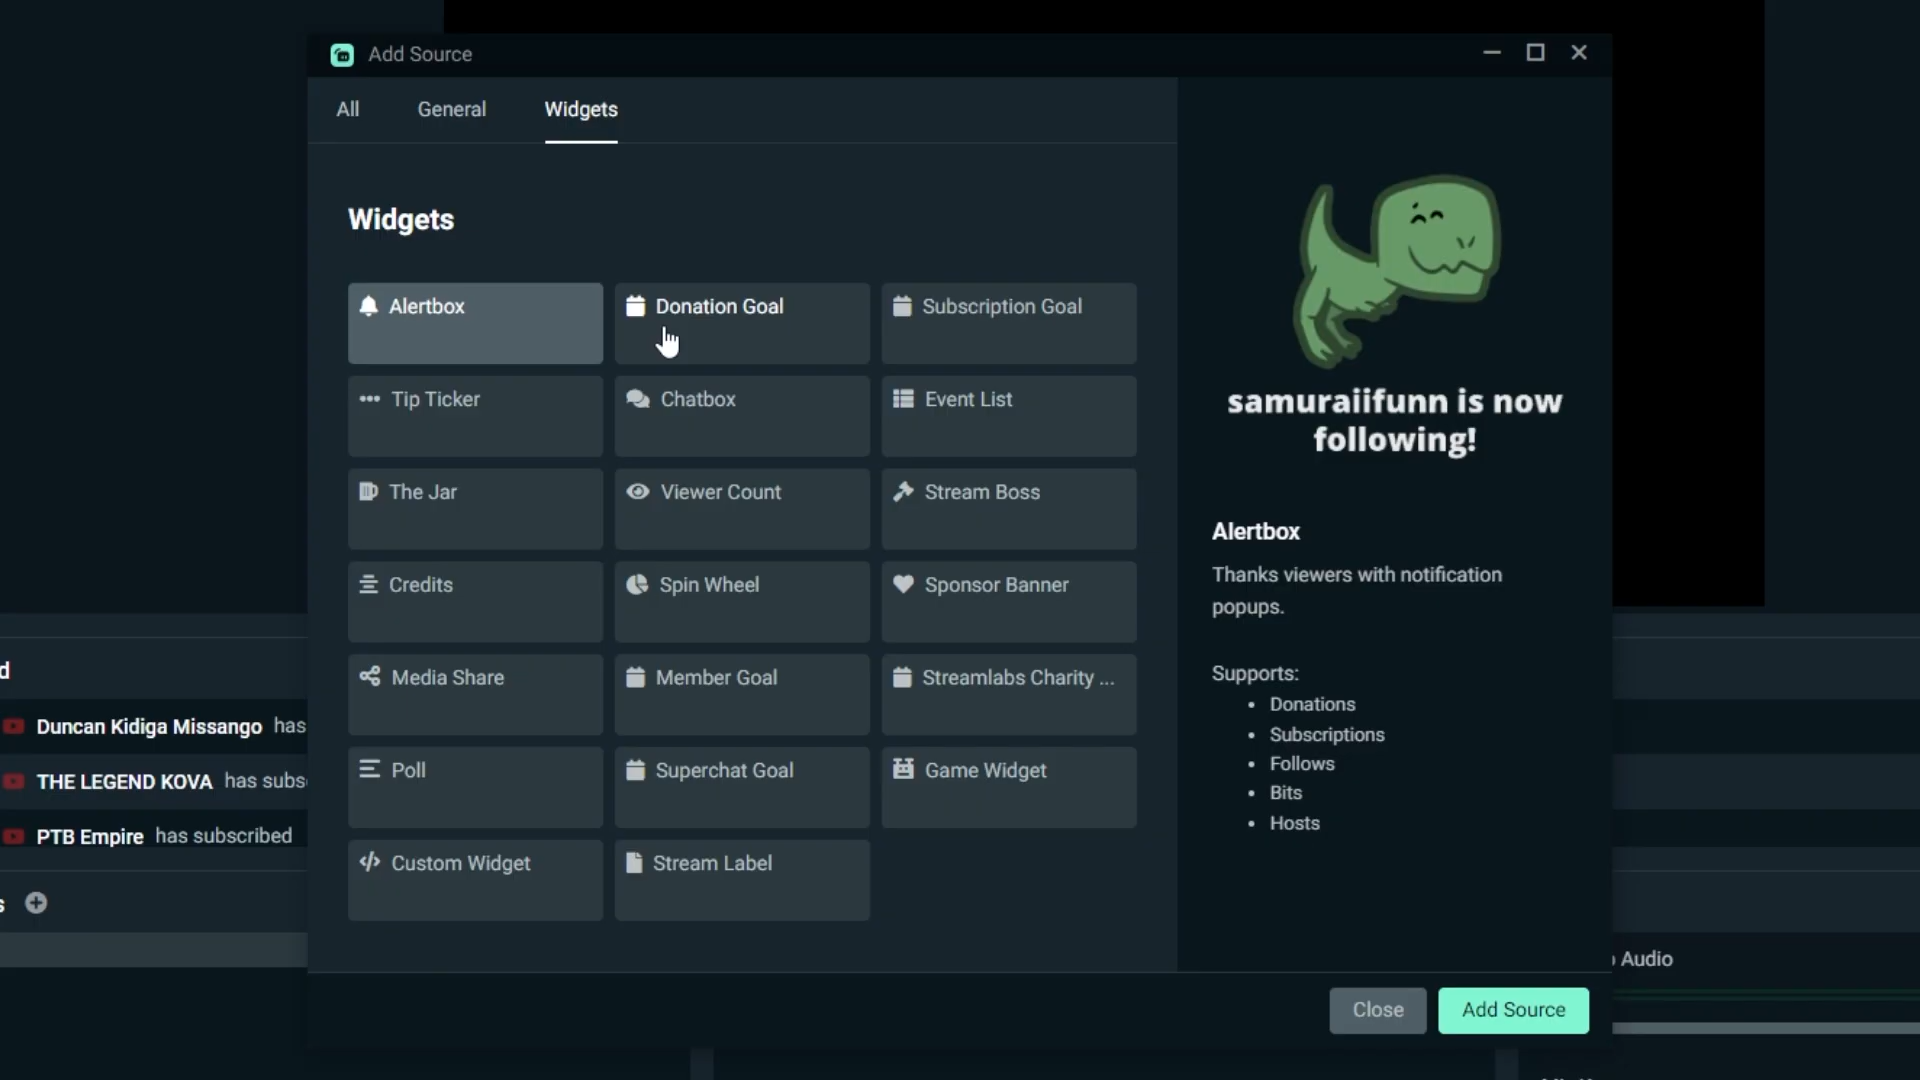 Add Source
All
General
Widgets
Widgets
Alertbox
Donation Goal
Subscription Goal
Tip Ticker
Chatbox
Event List
The Jar
Viewer Count
Stream Boss
Credits
Spin Wheel
Sponsor Banner
Media Share
Member Goal
Streamlabs Charity ...
Poll
Superchat Goal
Game Widget
Custom Widget
Stream Label
samuraiifunn is now
following!
Alertbox
Thanks viewers with notification
popups.
Supports:
• Donations
• Subscriptions
• Follows
• Bits
• Hosts
Close
Add Source
d
Duncan Kidiga Missango has
THE LEGEND KOVA has subs
PTB Empire has subscribed
s
Audio